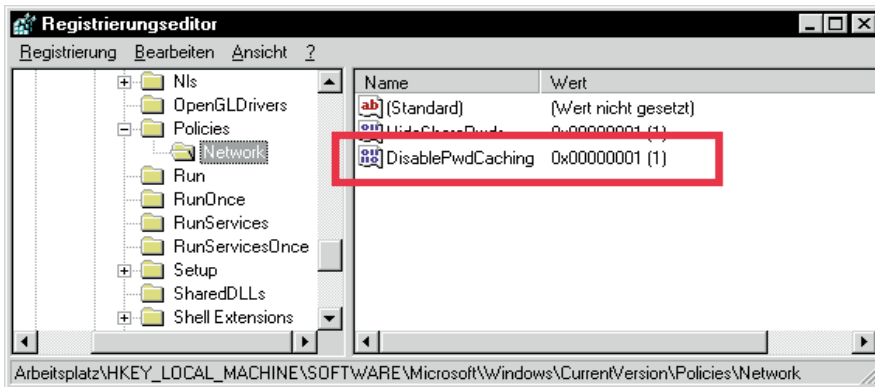 Registrierungseditor
Registrierung Bearbeiten Ansicht ?
Nls
OpenGLDrivers
Policies
Network
Run
RunOnce
RunServices
RunServicesOnce
Setup
SharedDLLs
Shell Extensions
Name Wert
(Standard) (Wert nicht gesetzt)
HideSharePwds 0x00000001 (1)
DisablePwdCaching 0x00000001 (1)
Arbeitsplatz\HKEY_LOCAL_MACHINE\SOFTWARE\Microsoft\Windows\CurrentVersion\Policies\Network